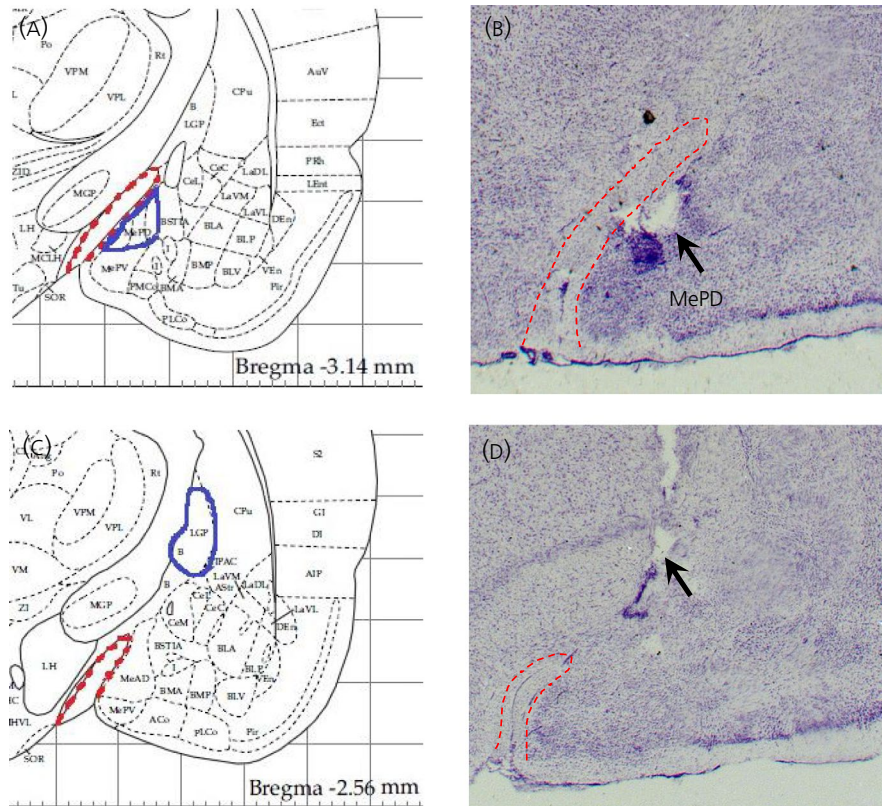 (A)
Po
Rt
VPM
VPL
CPu
AuV
B
LGP
Ect
PRh
LEnt
CeC
LaDL
CeL
LaVM
LaVL
DEn
ZID
MGP
LH
MCLH
Tu
SOR
MePD
BSTIA
BLA
BLP
MePV
BMP
BLV
VEn
PMCo
BMA
Pir
PLCo
Bregma -3.14 mm
(B)
MePD
(C)
Po
Rt
S2
VPM
VL
VPL
CPu
GI
LGP
DI
B
VM
IPAC
AIP
LaVM
B
AStr
LaDL
ZI
MGP
CeL
CeC
LaVL
CeM
DEn
LH
BSTIA
BLA
BLP
MeAD
VEn
BMA
BMP
BLV
MePV
ACo
PLCo
Pir
SOR
Bregma -2.56 mm
(D)